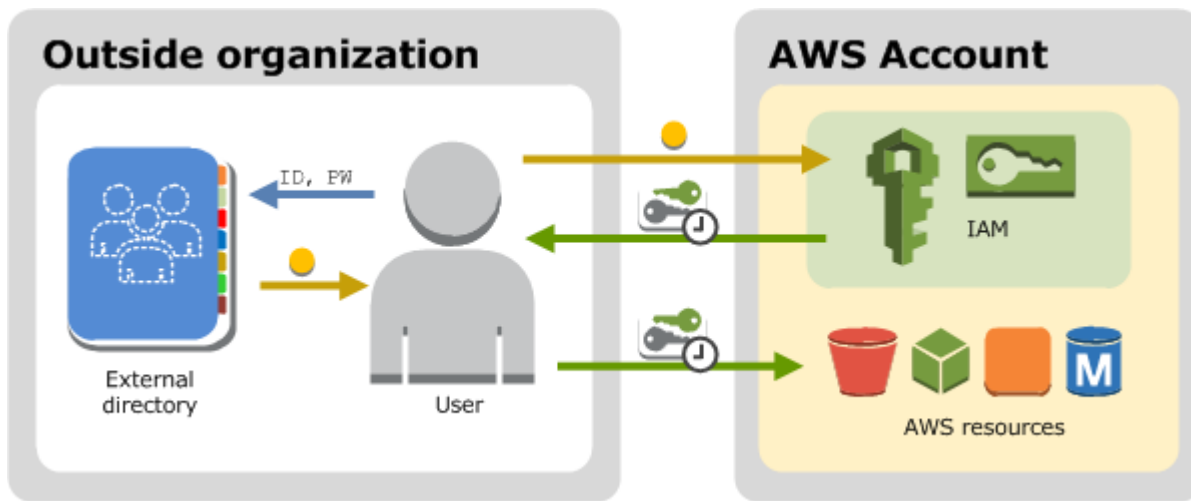 Outside organization
AWS Account
ID, PW
IAM
External
directory
User
M
AWS resources